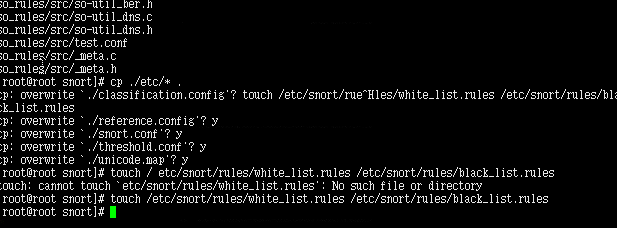 so_rules/src/so-util_ber.h
so_rules/src/so-util_dns.c
so_rules/src/so-util_dns.h
so_rules/src/test.conf
so_rules/src/_meta.c
so_rules/src/_meta.h
root@root snort]# cp ./etc/* .
cp: overwrite `./classification.config'? touch /etc/snort/rue^Hles/white_list.rules /etc/snort/rules/bla
ck_list.rules
cp: overwrite `./reference.config'? y
cp: overwrite `./snort.conf'? y
cp: overwrite `./threshold.conf'? y
cp: overwrite `./unicode.map'? y
root@root snort]# touch / etc/snort/rules/white_list.rules /etc/snort/rules/black_list.rules
touch: cannot touch `etc/snort/rules/white_list.rules': No such file or directory
root@root snort]# touch /etc/snort/rules/white_list.rules /etc/snort/rules/black_list.rules
root@root snort]#